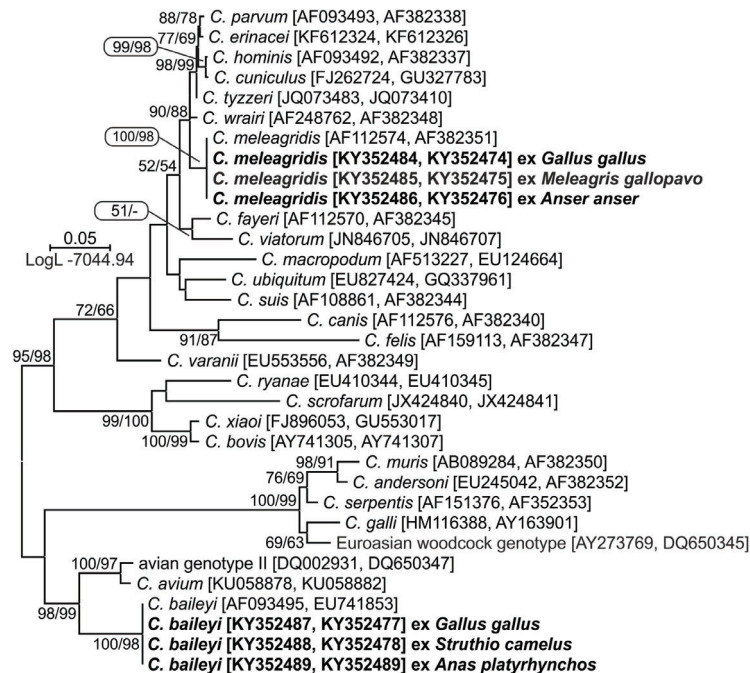 88/78
C. parvum [AF093493, AF382338]
77/69
C. erinacei [KF612324, KF612326]
99/98
C. hominis [AF093492, AF382337]
98/99
C. cuniculus [FJ262724, GU327783]
C. tyzzeri [JQ073483, JQ073410]
90/88
C. wrairi [AF248762, AF382348]
100/98
C. meleagridis [AF112574, AF382351]
C. meleagridis [KY352484, KY352474] ex Gallus gallus
52/54
C. meleagridis [KY352485, KY352475] ex Meleagris gallopavo
C. meleagridis [KY352486, KY352476] ex Anser anser
51/-
C. fayeri [AF112570, AF382345]
0.05
C. viatorum [JN846705, JN846707]
LogL -7044.94
C. macropodum [AF513227, EU124664]
C. ubiquitum [EU827424, GQ337961]
C. suis [AF108861, AF382344]
72/66
C. canis [AF112576, AF382340]
91/87
C. felis [AF159113, AF382347]
95/98
C. varanii [EU553556, AF382349]
C. ryanae [EU410344, EU410345]
C. scrofarum [JX424840, JX424841]
99/100
C. xiaoi [FJ896053, GU553017]
100/99
C. bovis [AY741305, AY741307]
98/91
C. muris [AB089284, AF382350]
76/69
C. andersoni [EU245042, AF382352]
100/99
C. serpentis [AF151376, AF352353]
C. galli [HM116388, AY163901]
69/63
Euroasian woodcock genotype [AY273769, DQ650345]
100/97
avian genotype II [DQ002931, DQ650347]
C. avium [KU058878, KU058882]
98/99
C. baileyi [AF093495, EU741853]
C. baileyi [KY352487, KY352477] ex Gallus gallus
100/98
C. baileyi [KY352488, KY352478] ex Struthio camelus
C. baileyi [KY352489, KY352489] ex Anas platyrhynchos